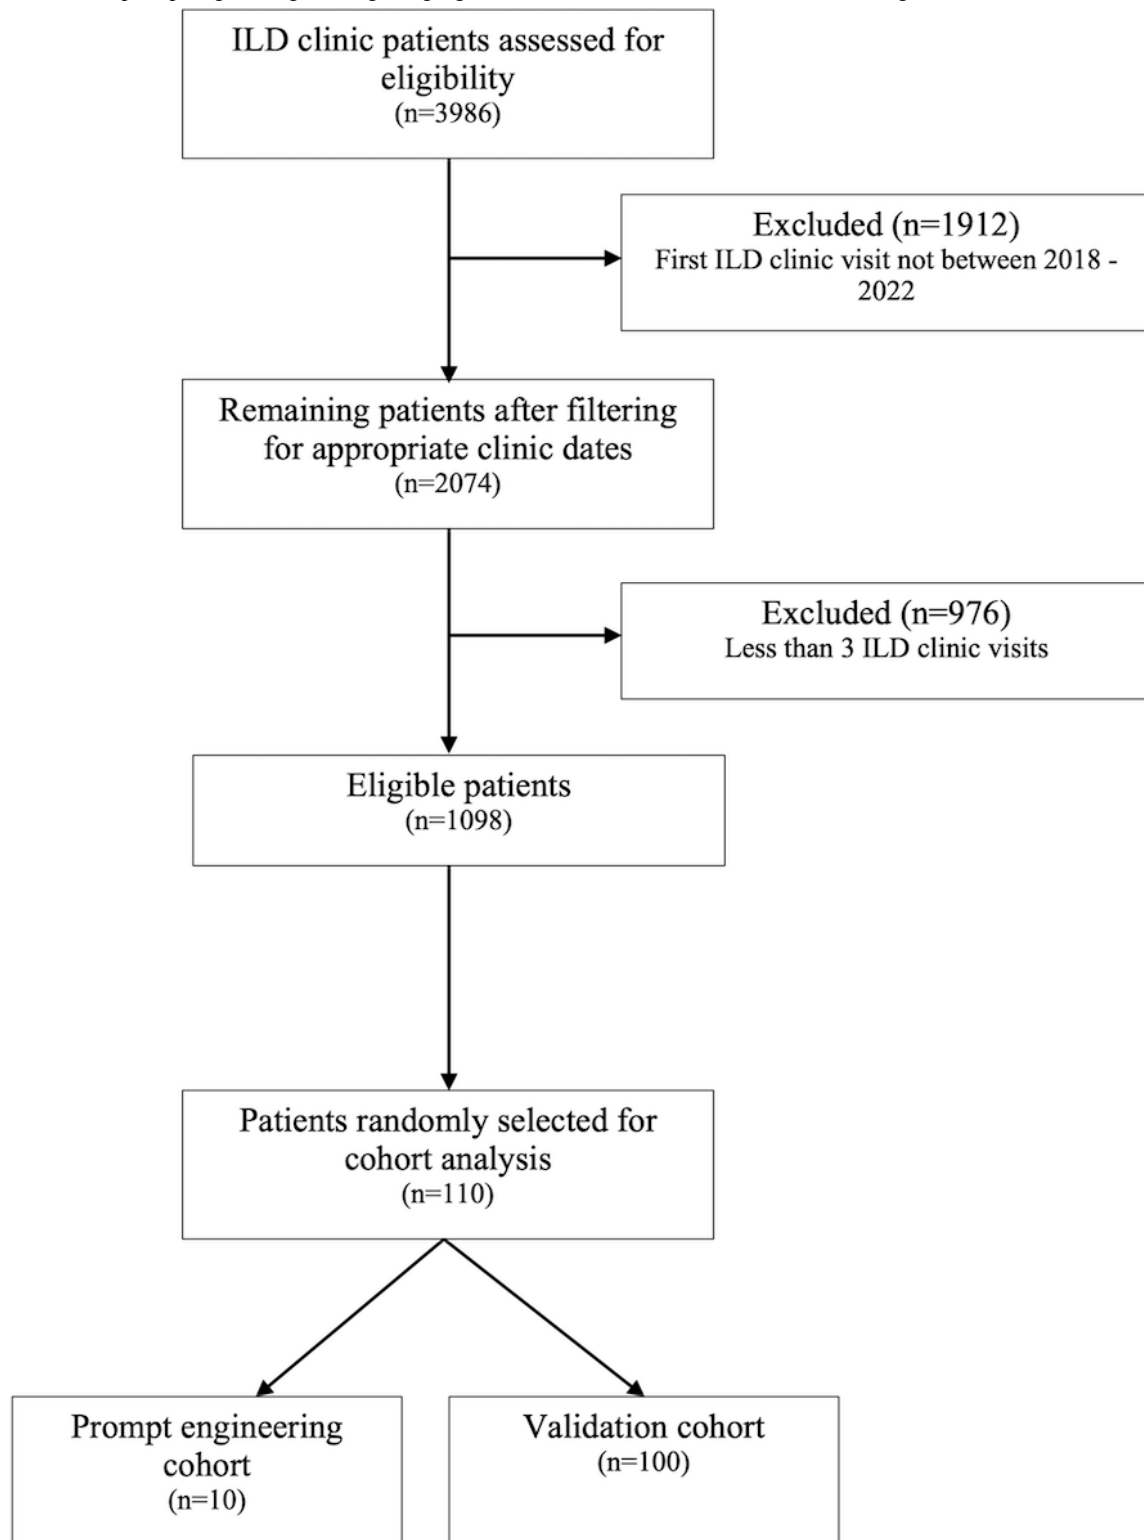 ILD clinic patients assessed for
eligibility
(n=3986)
Excluded (n=1912)
First ILD clinic visit not between 2018 -
2022
Remaining patients after filtering
for appropriate clinic dates
(n=2074)
Excluded (n=976)
Less than 3 ILD clinic visits
Eligible patients
(n=1098)
Patients randomly selected for
cohort analysis
(n=110)
Prompt engineering
cohort
(n=10)
Validation cohort
(n=100)